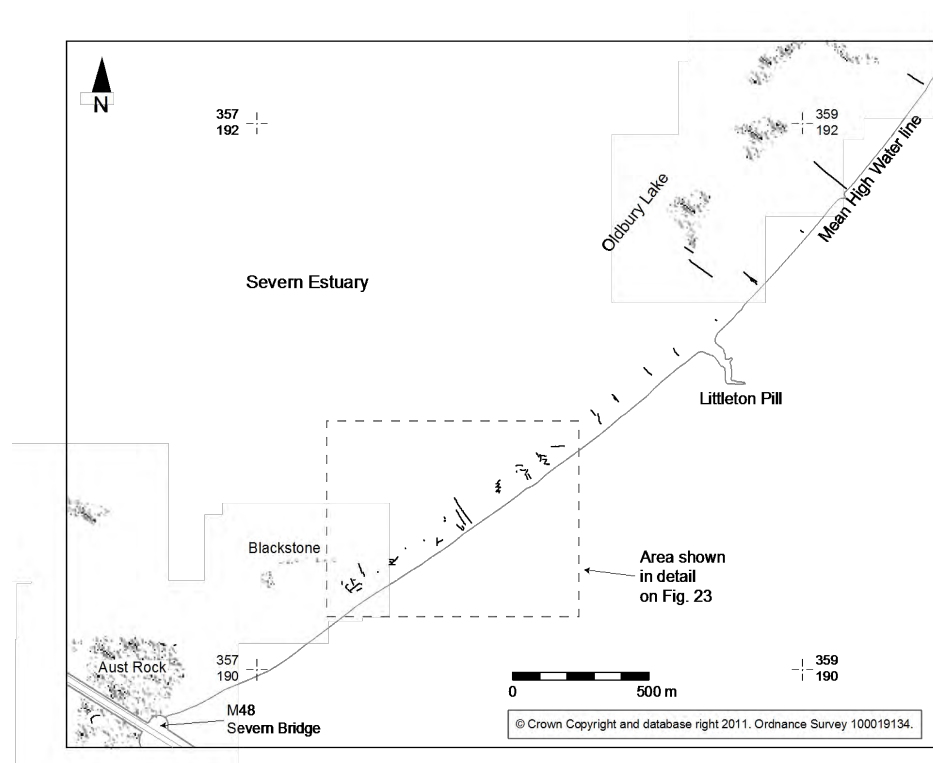 N
357
192
359
192
Mean High Water line
Oldbury Lake
Severn Estuary
Littleton Pill
Blackstone
Area shown
in detail
on Fig. 23
Aust Rock
357
190
359
190
M48
Severn Bridge
0
500 m
© Crown Copyright and database right 2011. Ordnance Survey 100019134.